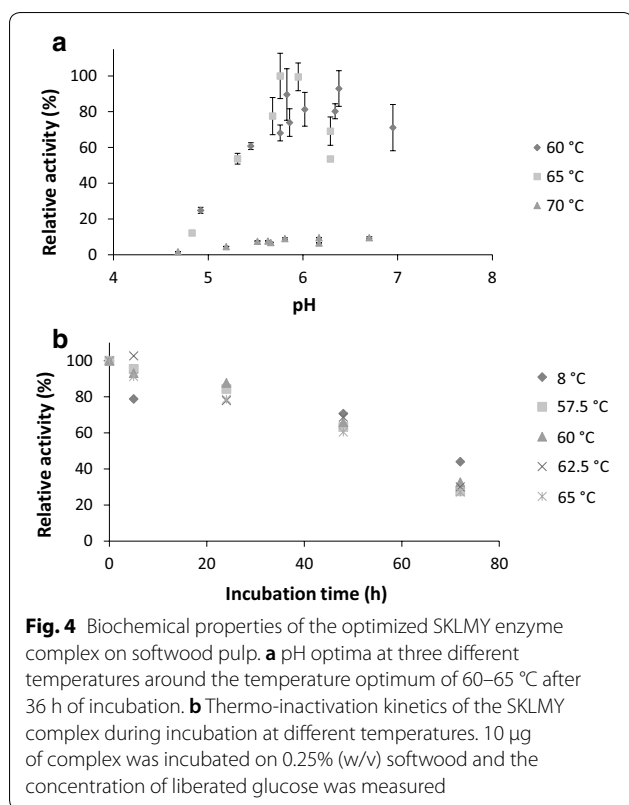 a
Relative activity (%)
100
80
60
40
20
0
4 5 6 7 8
pH
60 °C
65 °C
70 °C
b
Relative activity (%)
100
80
60
40
20
0
0 20 40 60 80
Incubation time (h)
8 °C
57.5 °C
60 °C
62.5 °C
65 °C
Fig. 4 Biochemical properties of the optimized SKLMY enzyme
complex on softwood pulp. a pH optima at three different
temperatures around the temperature optimum of 60–65 °C after
36 h of incubation. b Thermo-inactivation kinetics of the SKLMY
complex during incubation at different temperatures. 10 µg
of complex was incubated on 0.25% (w/v) softwood and the
concentration of liberated glucose was measured